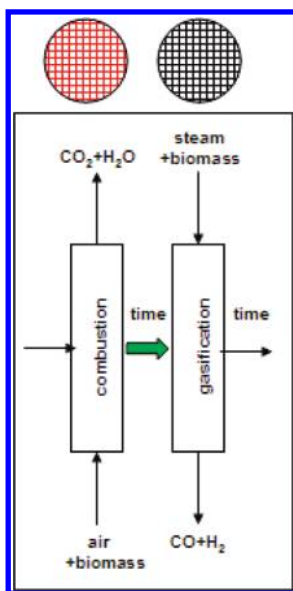 steam
+biomass
CO₂+H₂O
time
time
combustion
gasification
air
+biomass
CO+H₂